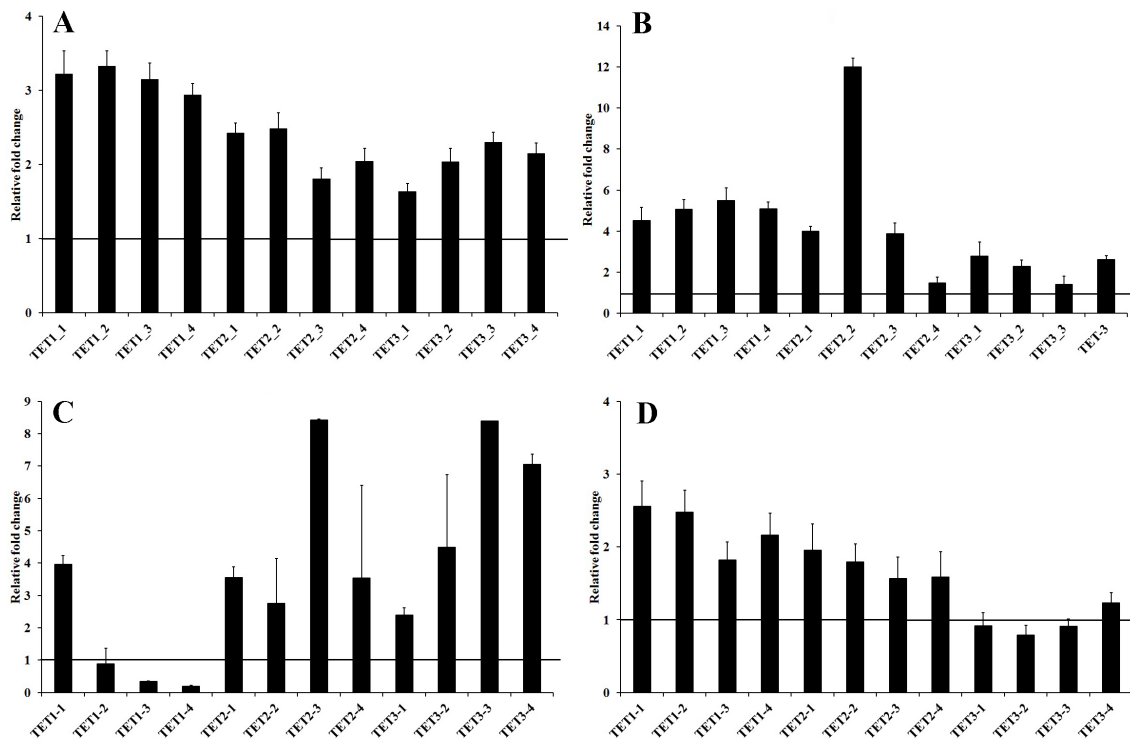 A
Relative fold change
4
3
2
1
0
TET1_1 TET1_2 TET1_3 TET1_4 TET2_1 TET2_2 TET2_3 TET2_4 TET3_1 TET3_2 TET3_3 TET3_4
B
Relative fold change
14
12
10
8
6
4
2
0
TET1_1 TET1_2 TET1_3 TET1_4 TET2_1 TET2_2 TET2_3 TET2_4 TET3_1 TET3_2 TET3_3 TET-3
C
Relative fold change
9
8
7
6
5
4
3
2
1
0
TET1-1 TET1-2 TET1-3 TET1-4 TET2-1 TET2-2 TET2-3 TET2-4 TET3-1 TET3-2 TET3-3 TET3-4
D
Relative fold change
4
3
2
1
0
TET1-1 TET1-2 TET1-3 TET1-4 TET2-1 TET2-2 TET2-3 TET2-4 TET3-1 TET3-2 TET3-3 TET3-4